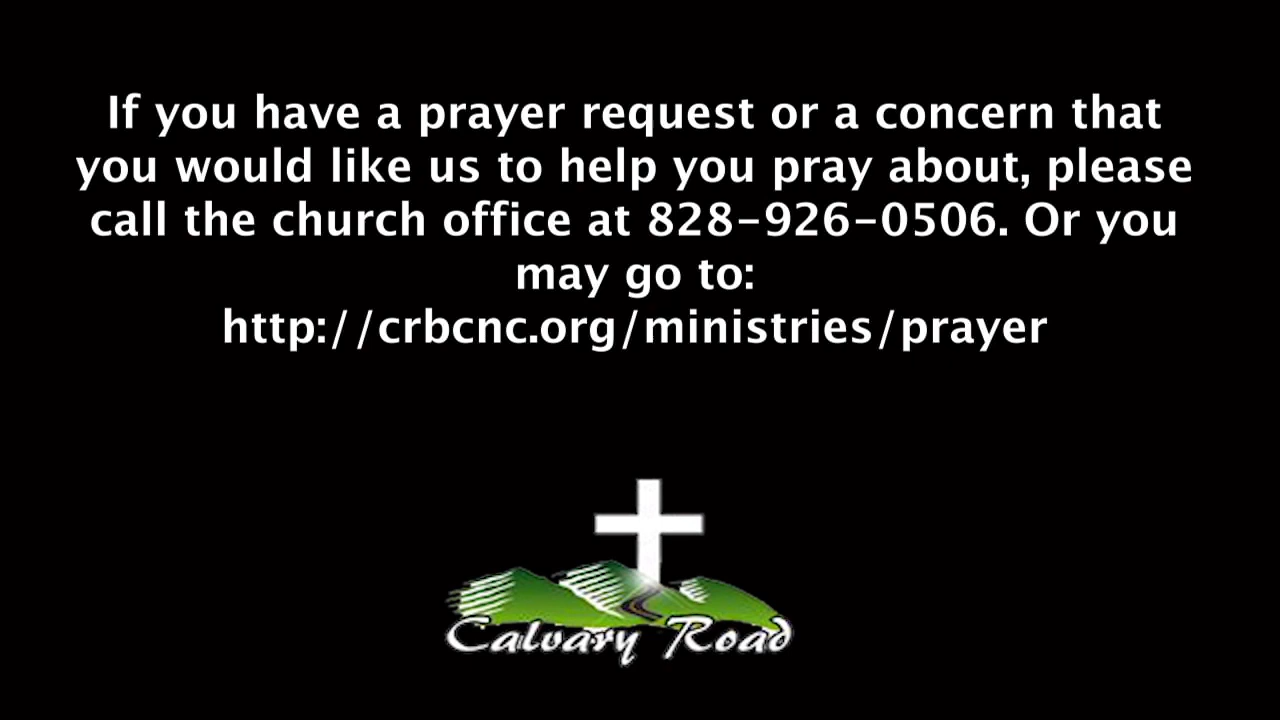 If you have a prayer request or a concern that
you would like us to help you pray about, please
call the church office at 828-926-0506. Or you
may go to:
http://crbcnc.org/ministries/prayer
Calvary Road